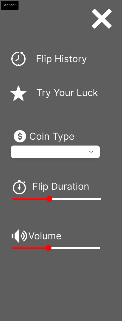 Flip History
Try Your Luck
Coin Type
Flip Duration
Volume